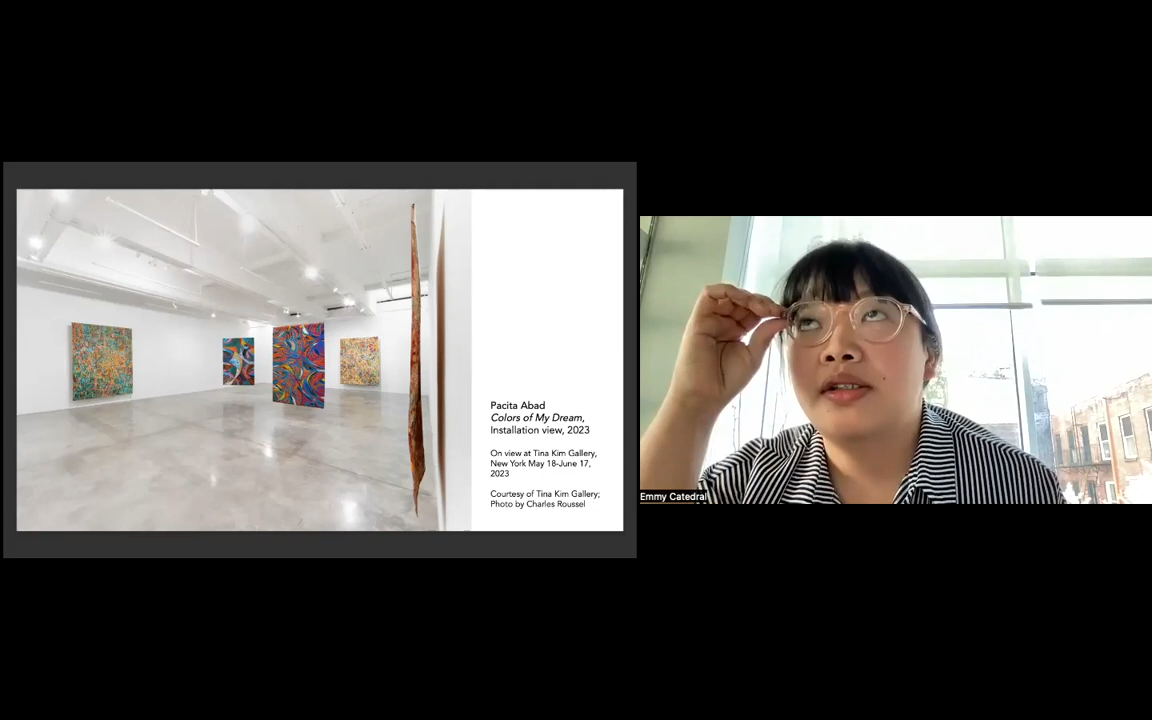 Pacita Abad
Colors of My Dream,
Installation view, 2023
On view at Tina Kim Gallery,
New York May 18-June 17,
2023
Courtesy of Tina Kim Gallery;
Photo by Charles Roussel
Emmy Catedral